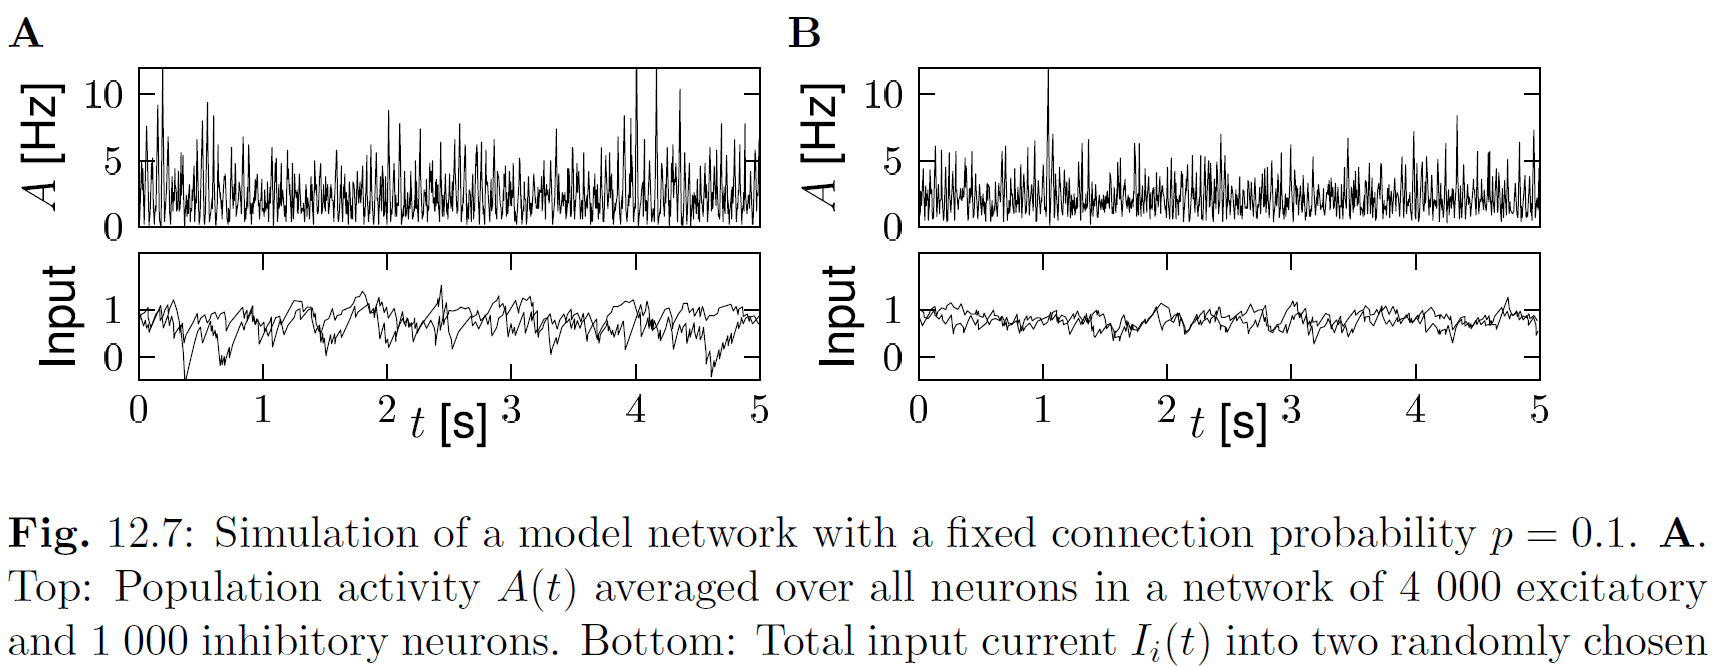 A
B
A [Hz]
10
5
0
A [Hz]
10
5
0
Input
1
0
Input
1
0
0 1 2 3 4 5
t [s]
0 1 2 3 4 5
t [s]
Fig. 12.7: Simulation of a model network with a fixed connection probability p = 0.1. A.
Top: Population activity A(t) averaged over all neurons in a network of 4 000 excitatory
and 1 000 inhibitory neurons. Bottom: Total input current Iᵢ(t) into two randomly chosen